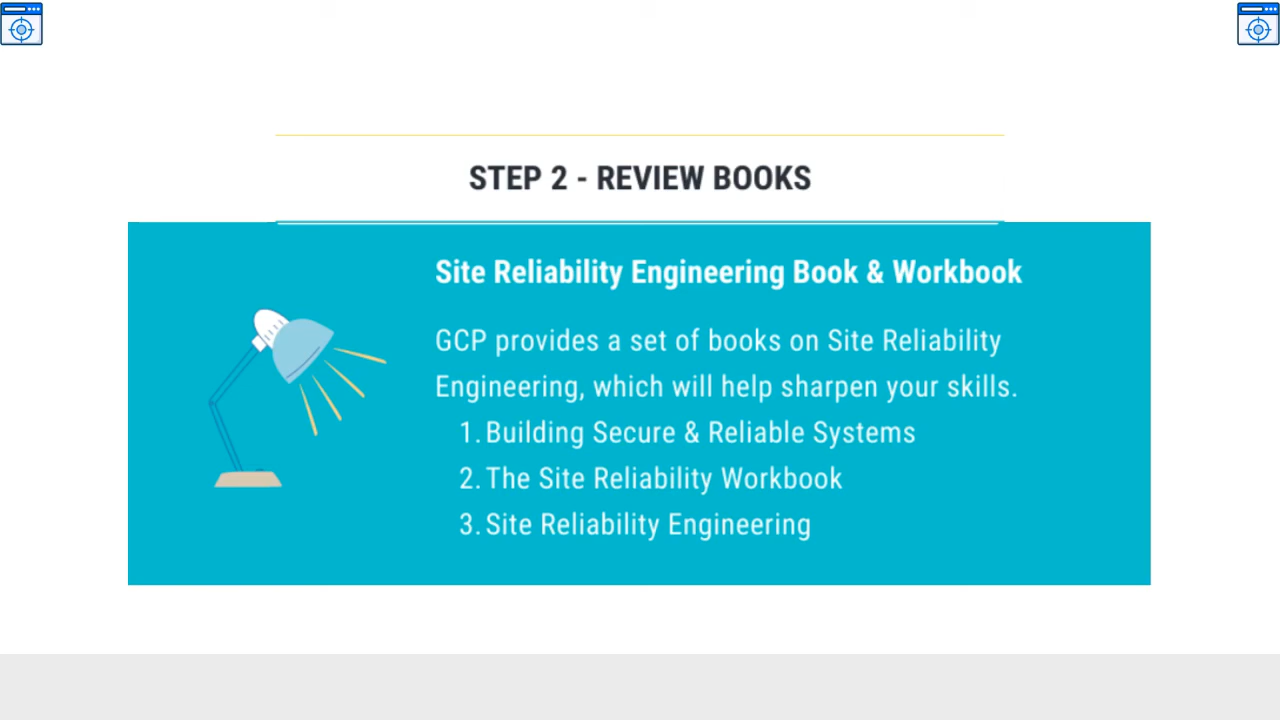 STEP 2 - REVIEW BOOKS
Site Reliability Engineering Book & Workbook
GCP provides a set of books on Site Reliability
Engineering, which will help sharpen your skills.
1. Building Secure & Reliable Systems
2. The Site Reliability Workbook
3. Site Reliability Engineering